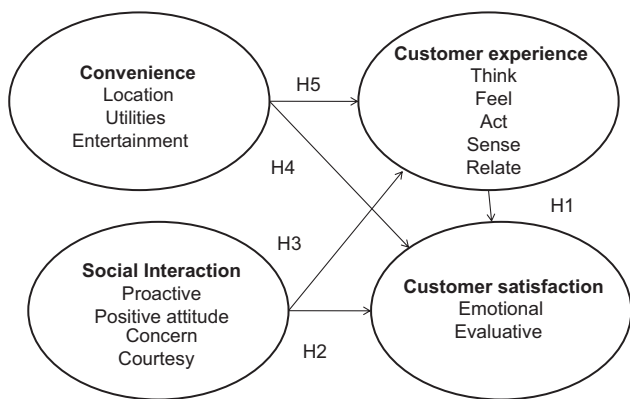 Convenience
Location
Utilities
Entertainment
H5
Customer experience
Think
Feel
Act
Sense
Relate
H4
H3
H1
Social Interaction
Proactive
Positive attitude
Concern
Courtesy
H2
Customer satisfaction
Emotional
Evaluative